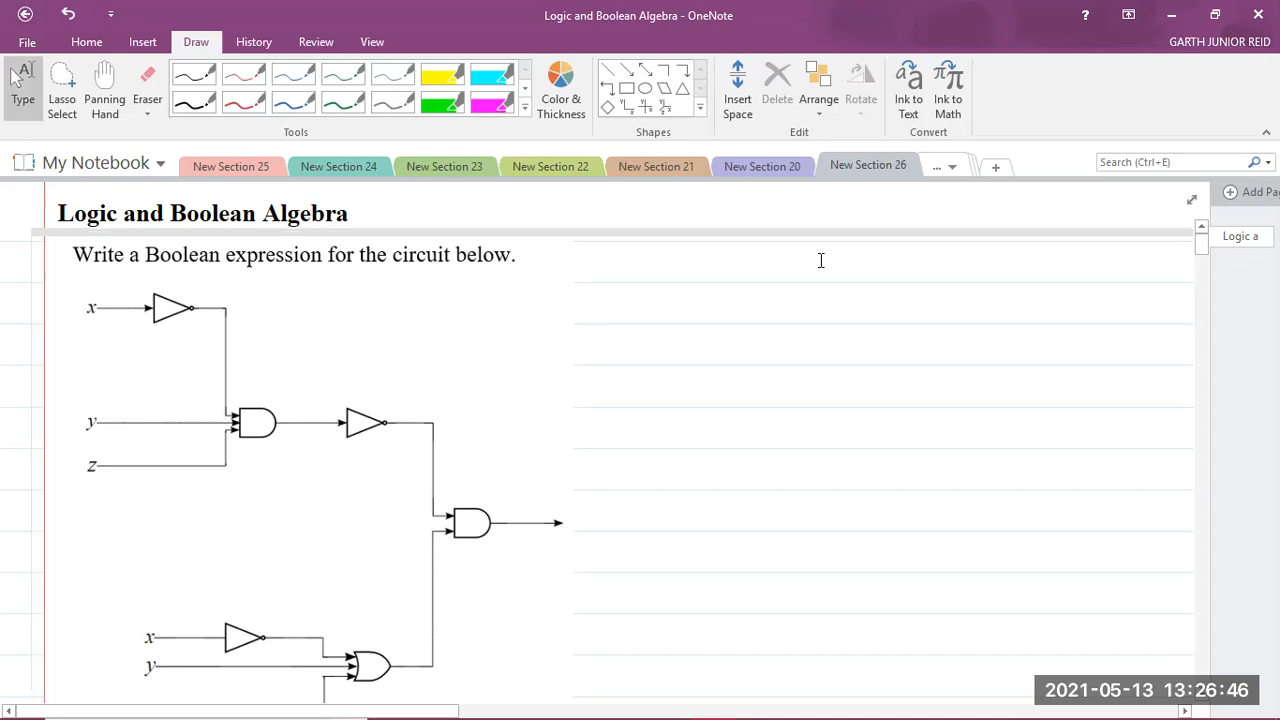 Logic and Boolean Algebra - OneNote
GARTH JUNIOR REID
File Home Insert Draw History Review View
Type
Lasso Select
Panning Hand
Eraser
Color & Thickness
Insert Space
Delete
Arrange
Rotate
Ink to Text
Ink to Math
Tools
Shapes
Edit
Convert
My Notebook
New Section 25
New Section 24
New Section 23
New Section 22
New Section 21
New Section 20
New Section 26
...
Search (Ctrl+E)
Add Pa
Logic a
Logic and Boolean Algebra
Write a Boolean expression for the circuit below.
x
y
z
x
y
2021-05-13 13:26:46